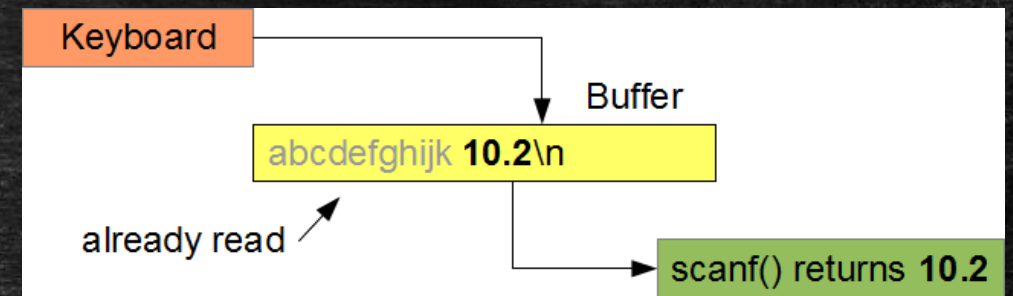 Keyboard
Buffer
abcdefghijk 10.2\n
already read
scanf() returns 10.2